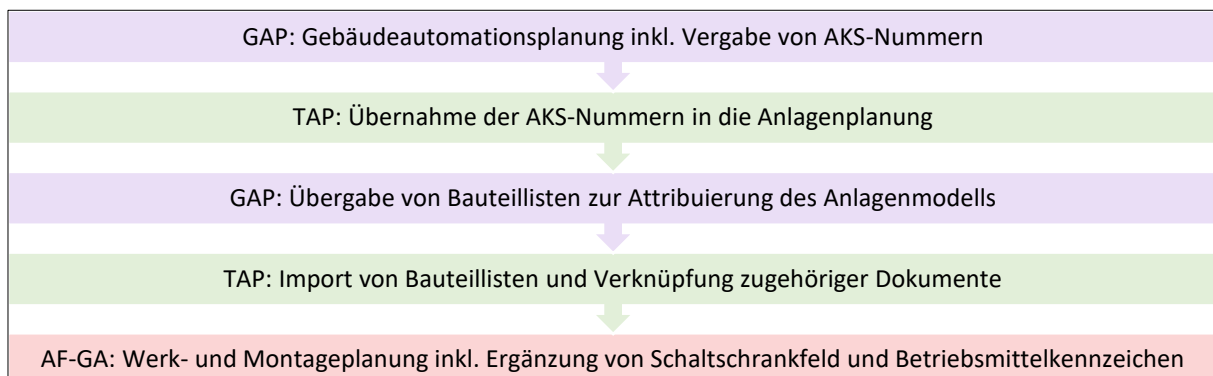 GAP: Gebäudeautomationsplanung inkl. Vergabe von AKS-Nummern
TAP: Übernahme der AKS-Nummern in die Anlagenplanung
GAP: Übergabe von Bauteillisten zur Attribuierung des Anlagenmodells
TAP: Import von Bauteillisten und Verknüpfung zugehöriger Dokumente
AF-GA: Werk- und Montageplanung inkl. Ergänzung von Schaltschrankfeld und Betriebsmittelkennzeichen